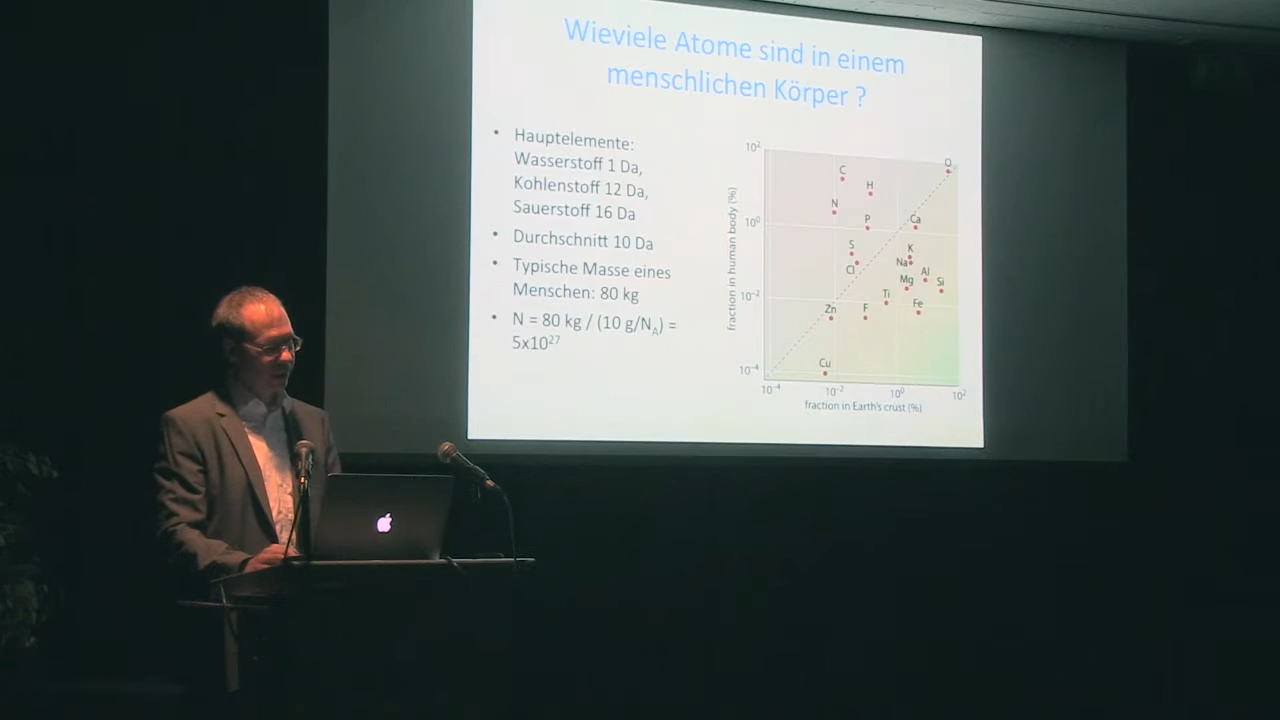 Wieviele Atome sind in einem
menschlichen Körper ?
• Hauptelemente:
Wasserstoff 1 Da,
Kohlenstoff 12 Da,
Sauerstoff 16 Da
• Durchschnitt 10 Da
• Typische Masse eines
Menschen: 80 kg
• N = 80 kg / (10 g/N_A) =
5x10²⁷
fraction in human body (%)
10²
10⁰
10⁻²
10⁻⁴
O
C
H
N
P
Ca
S
K
Cl
Na
Al
Mg
Si
Ti
Zn
F
Fe
Cu
10⁻⁴ 10⁻² 10⁰ 10²
fraction in Earth's crust (%)